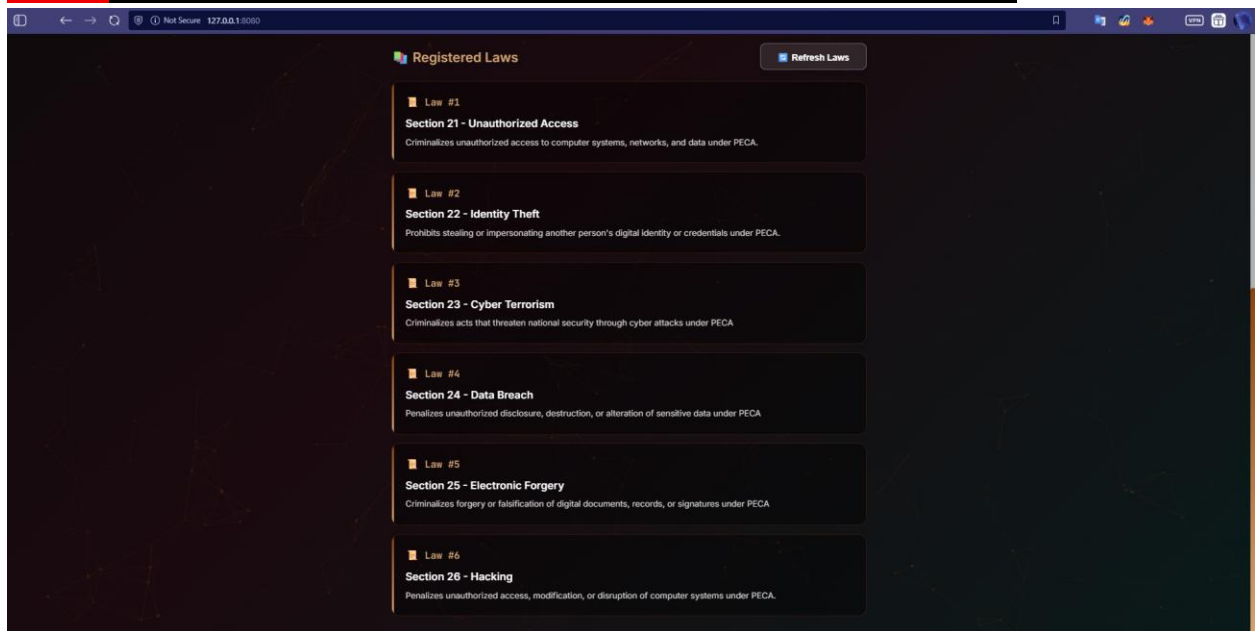 Not Secure 127.0.0.1:8080
VPN
Registered Laws
Refresh Laws
Law #1
Section 21 - Unauthorized Access
Criminalizes unauthorized access to computer systems, networks, and data under PECA.
Law #2
Section 22 - Identity Theft
Prohibits stealing or impersonating another person's digital identity or credentials under PECA.
Law #3
Section 23 - Cyber Terrorism
Criminalizes acts that threaten national security through cyber attacks under PECA
Law #4
Section 24 - Data Breach
Penalizes unauthorized disclosure, destruction, or alteration of sensitive data under PECA
Law #5
Section 25 - Electronic Forgery
Criminalizes forgery or falsification of digital documents, records, or signatures under PECA
Law #6
Section 26 - Hacking
Penalizes unauthorized access, modification, or disruption of computer systems under PECA.